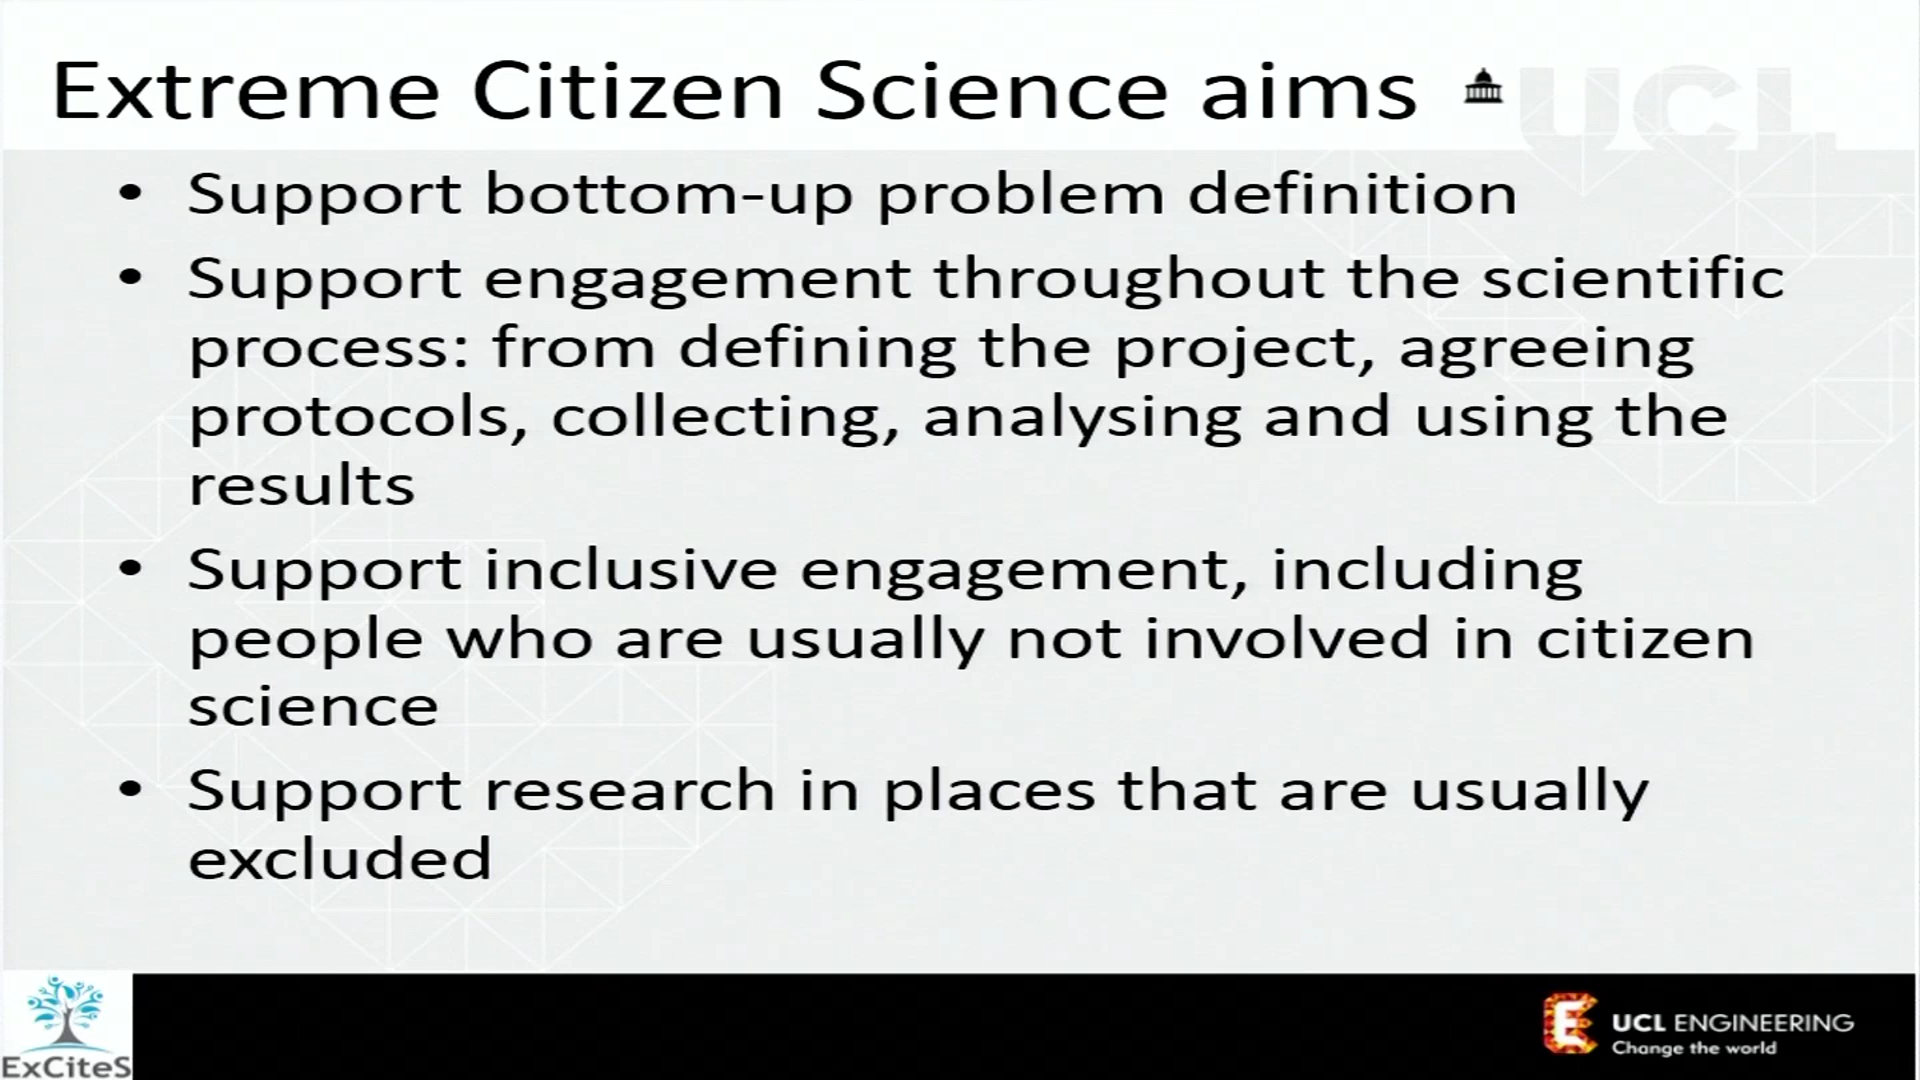 Extreme Citizen Science aims
UCL
• Support bottom-up problem definition
• Support engagement throughout the scientific
process: from defining the project, agreeing
protocols, collecting, analysing and using the
results
• Support inclusive engagement, including
people who are usually not involved in citizen
science
• Support research in places that are usually
excluded
ExCiteS
UCL ENGINEERING
Change the world